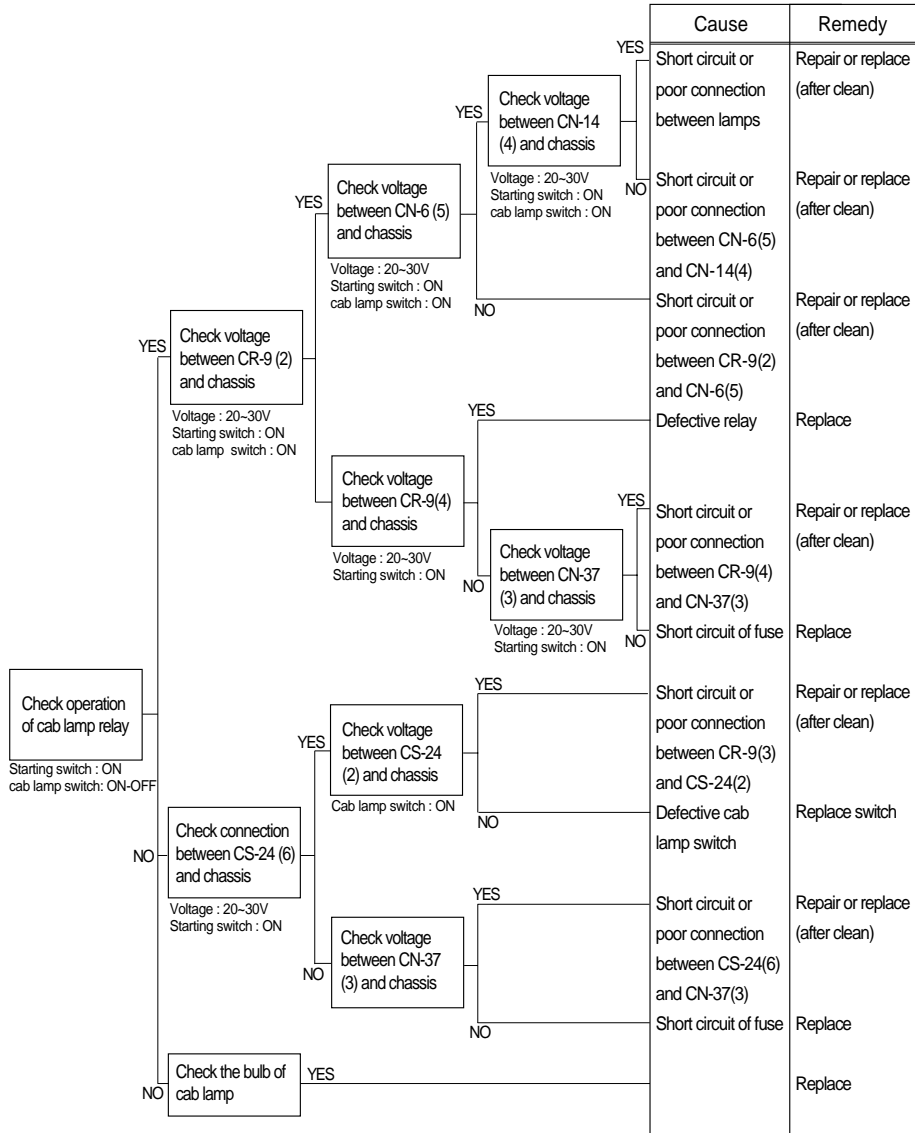 Cause Remedy
YES
Short circuit or
poor connection
between lamps
Repair or replace
(after clean)
YES
Check voltage
between CN-14
(4) and chassis
Voltage : 20~30V
Starting switch : ON
cab lamp switch : ON
NO
Short circuit or
poor connection
between CN-6(5)
and CN-14(4)
Repair or replace
(after clean)
YES
Check voltage
between CN-6 (5)
and chassis
Voltage : 20~30V
Starting switch : ON
cab lamp switch : ON
NO
Short circuit or
poor connection
between CR-9(2)
and CN-6(5)
Repair or replace
(after clean)
YES
Check voltage
between CR-9 (2)
and chassis
Voltage : 20~30V
Starting switch : ON
cab lamp  switch : ON
YES
Defective relay
Replace
Check voltage
between CR-9(4)
and chassis
Voltage : 20~30V
Starting switch : ON
YES
Short circuit or
poor connection
between CR-9(4)
and CN-37(3)
Repair or replace
(after clean)
NO
Check voltage
between CN-37
(3) and chassis
Voltage : 20~30V
Starting switch : ON
NO
Short circuit of fuse
Replace
Check operation
of cab lamp relay
Starting switch : ON
cab lamp switch: ON-OFF
YES
Short circuit or
poor connection
between CR-9(3)
and CS-24(2)
Repair or replace
(after clean)
YES
Check voltage
between CS-24
(2) and chassis
Cab lamp switch : ON
NO
Defective cab
lamp switch
Replace switch
NO
Check connection
between CS-24 (6)
and chassis
Voltage : 20~30V
Starting switch : ON
YES
Short circuit or
poor connection
between CS-24(6)
and CN-37(3)
Repair or replace
(after clean)
NO
Check voltage
between CN-37
(3) and chassis
NO
Short circuit of fuse
Replace
NO
Check the bulb of
cab lamp
YES
Replace